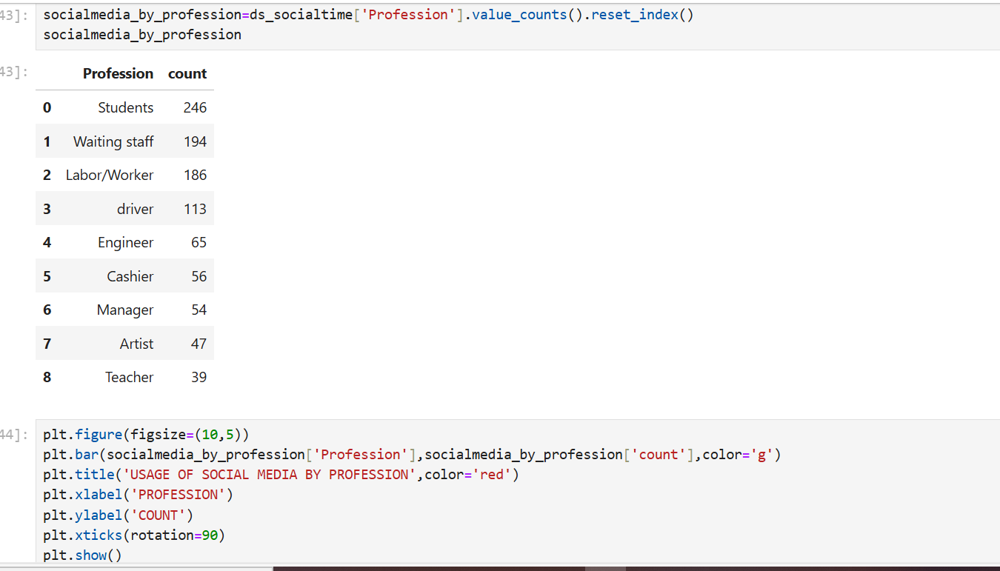 43]: socialmedia_by_profession=ds_socialtime['Profession'].value_counts().reset_index()
socialmedia_by_profession
43]:
Profession count
0 Students 246
1 Waiting staff 194
2 Labor/Worker 186
3 driver 113
4 Engineer 65
5 Cashier 56
6 Manager 54
7 Artist 47
8 Teacher 39
44]: plt.figure(figsize=(10,5))
plt.bar(socialmedia_by_profession['Profession'],socialmedia_by_profession['count'],color='g')
plt.title('USAGE OF SOCIAL MEDIA BY PROFESSION',color='red')
plt.xlabel('PROFESSION')
plt.ylabel('COUNT')
plt.xticks(rotation=90)
plt.show()